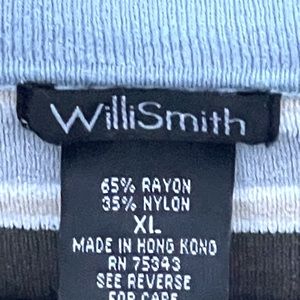 WilliSmith
65% RAYON
35% NYLON
XL
MADE IN HONG KONG
RN 75343
SEE REVERSE
FOR CARE